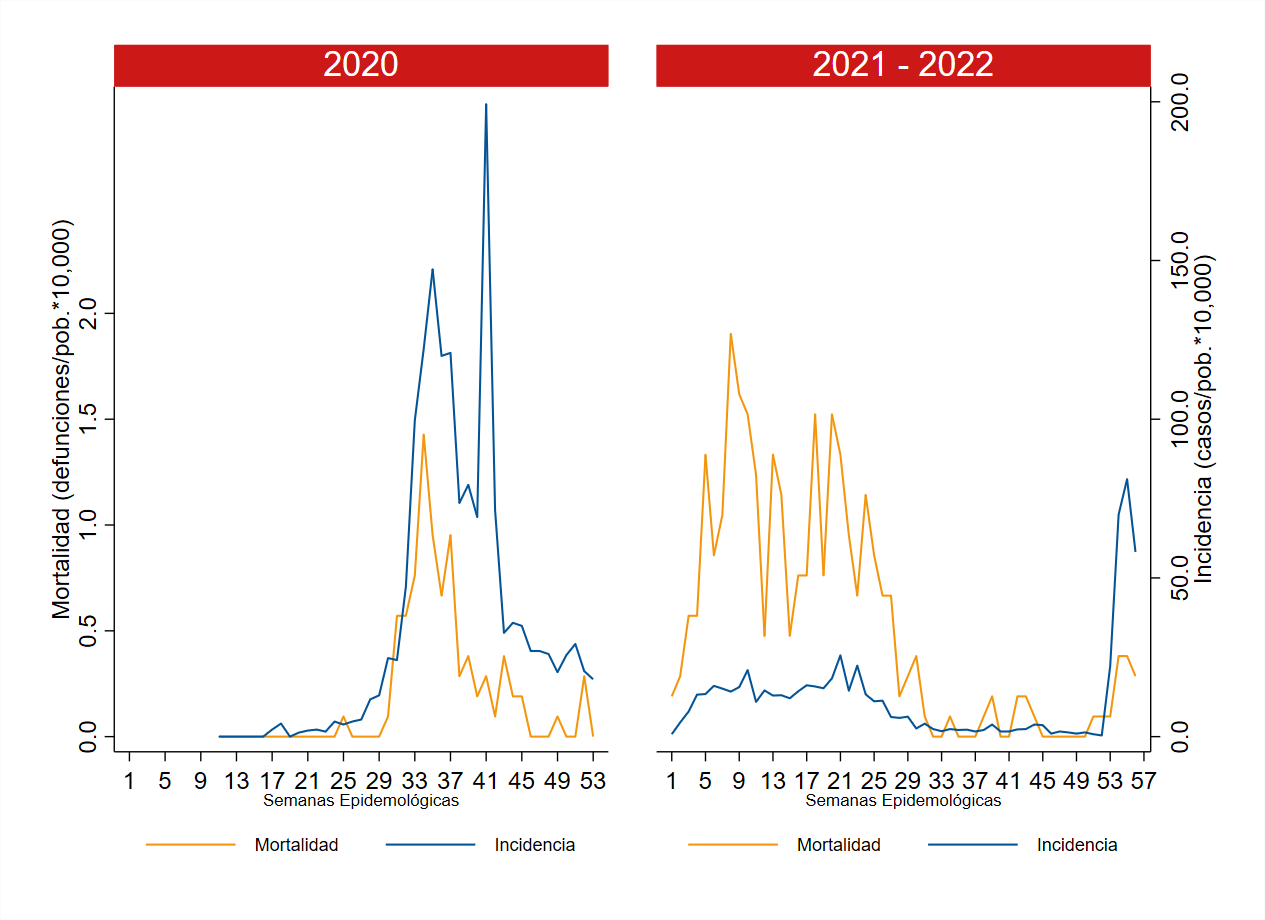 2020
2021 - 2022
Mortalidad (defunciones/pob.*10,000)
0.0 0.5 1.0 1.5 2.0
1 5 9 13 17 21 25 29 33 37 41 45 49 53
Semanas Epidemológicas
Mortalidad Incidencia
1 5 9 13 17 21 25 29 33 37 41 45 49 53 57
Semanas Epidemológicas
Mortalidad Incidencia
0.0 50.0 100.0 150.0 200.0
Incidencia (casos/pob.*10,000)